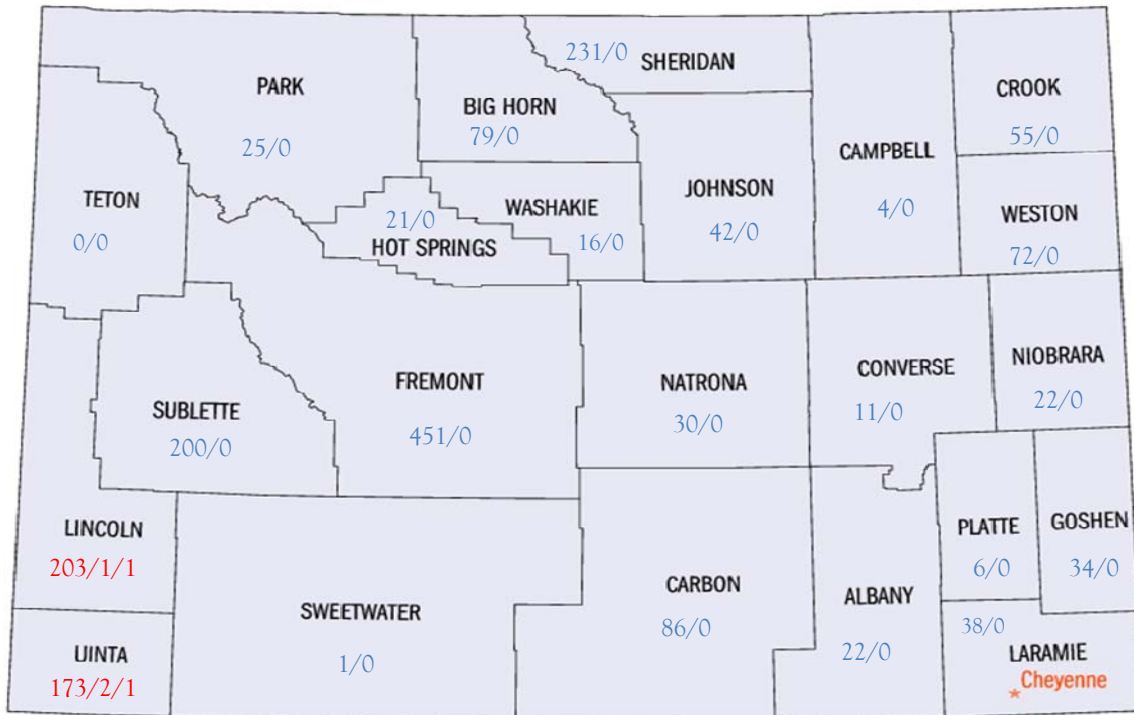 231/0
SHERIDAN
PARK
25/0
BIG HORN
79/0
CROOK
55/0
CAMPBELL
4/0
TETON
0/0
JOHNSON
42/0
WASHAKIE
16/0
21/0
HOT SPRINGS
WESTON
72/0
FREMONT
451/0
SUBLETTE
200/0
NATRONA
30/0
CONVERSE
11/0
NIOBRARA
22/0
LINCOLN
203/1/1
PLATTE
6/0
GOSHEN
34/0
SWEETWATER
1/0
CARBON
86/0
ALBANY
22/0
38/0
LARAMIE
*Cheyenne
UINTA
173/2/1